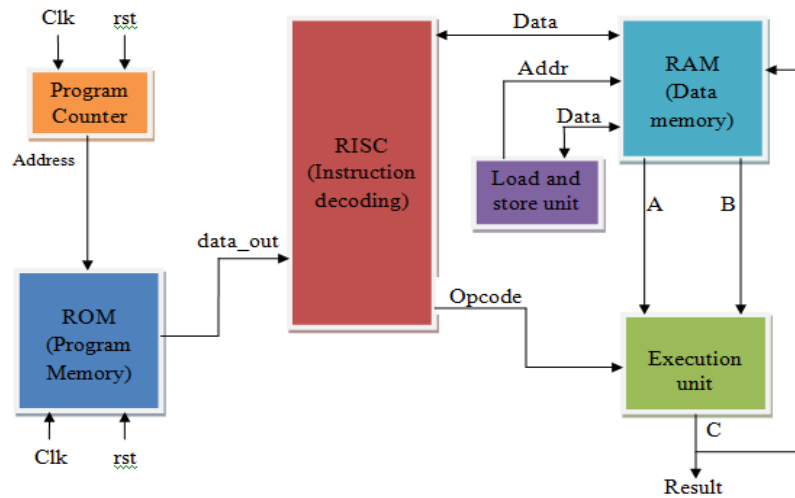 Clk
rst
Program
Counter
Address
ROM
(Program
Memory)
Clk
rst
data_out
RISC
(Instruction
decoding)
Data
Addr
Data
Load and
store unit
Opcode
RAM
(Data
memory)
A
B
Execution
unit
C
Result